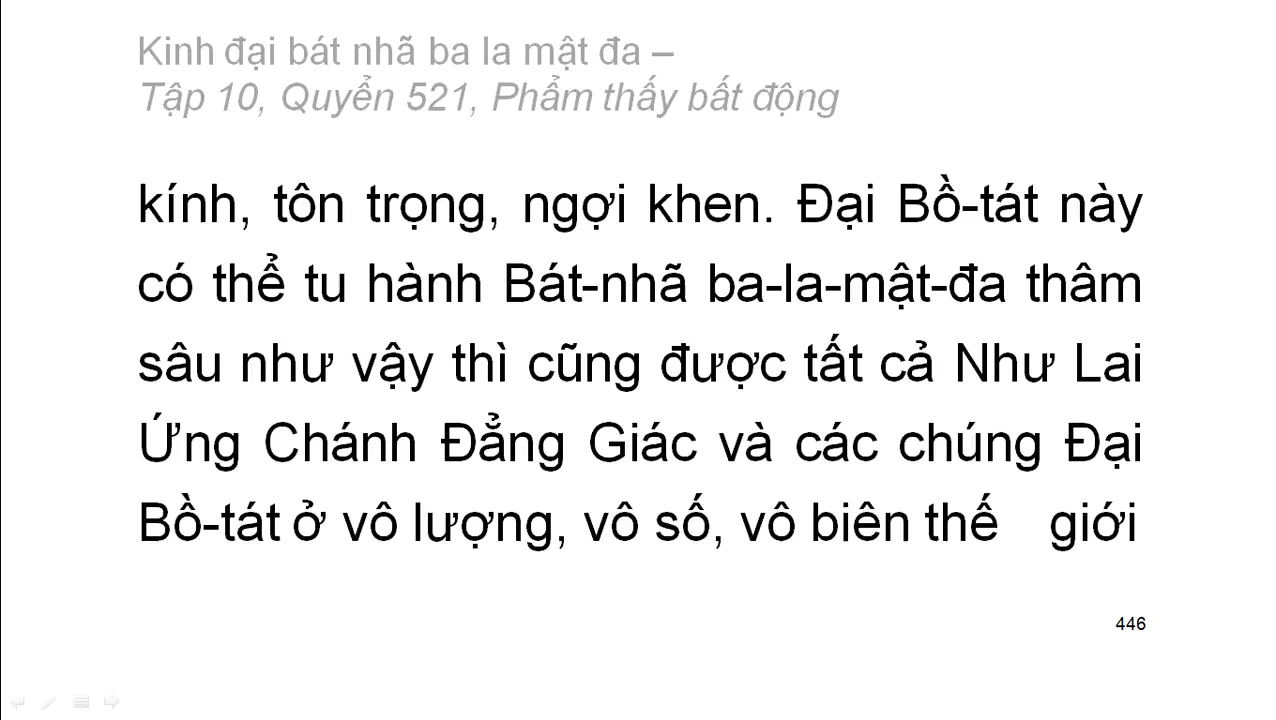 Kinh đại bát nhã ba la mật đa –
Tập 10, Quyển 521, Phẩm thấy bất động
kính, tôn trọng, ngợi khen. Đại Bồ-tát này
có thể tu hành Bát-nhã ba-la-mật-đa thâm
sâu như vậy thì cũng được tất cả Như Lai
Ứng Chánh Đẳng Giác và các chúng Đại
Bồ-tát ở vô lượng, vô số, vô biên thế giới
446